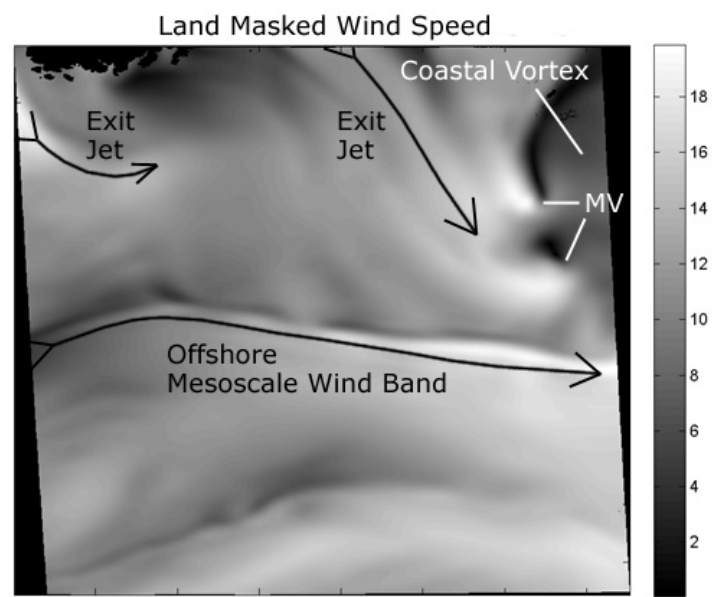 Land Masked Wind Speed
Coastal Vortex
Exit
Jet
Exit
Jet
MV
Offshore
Mesoscale Wind Band
18
16
14
12
10
8
6
4
2